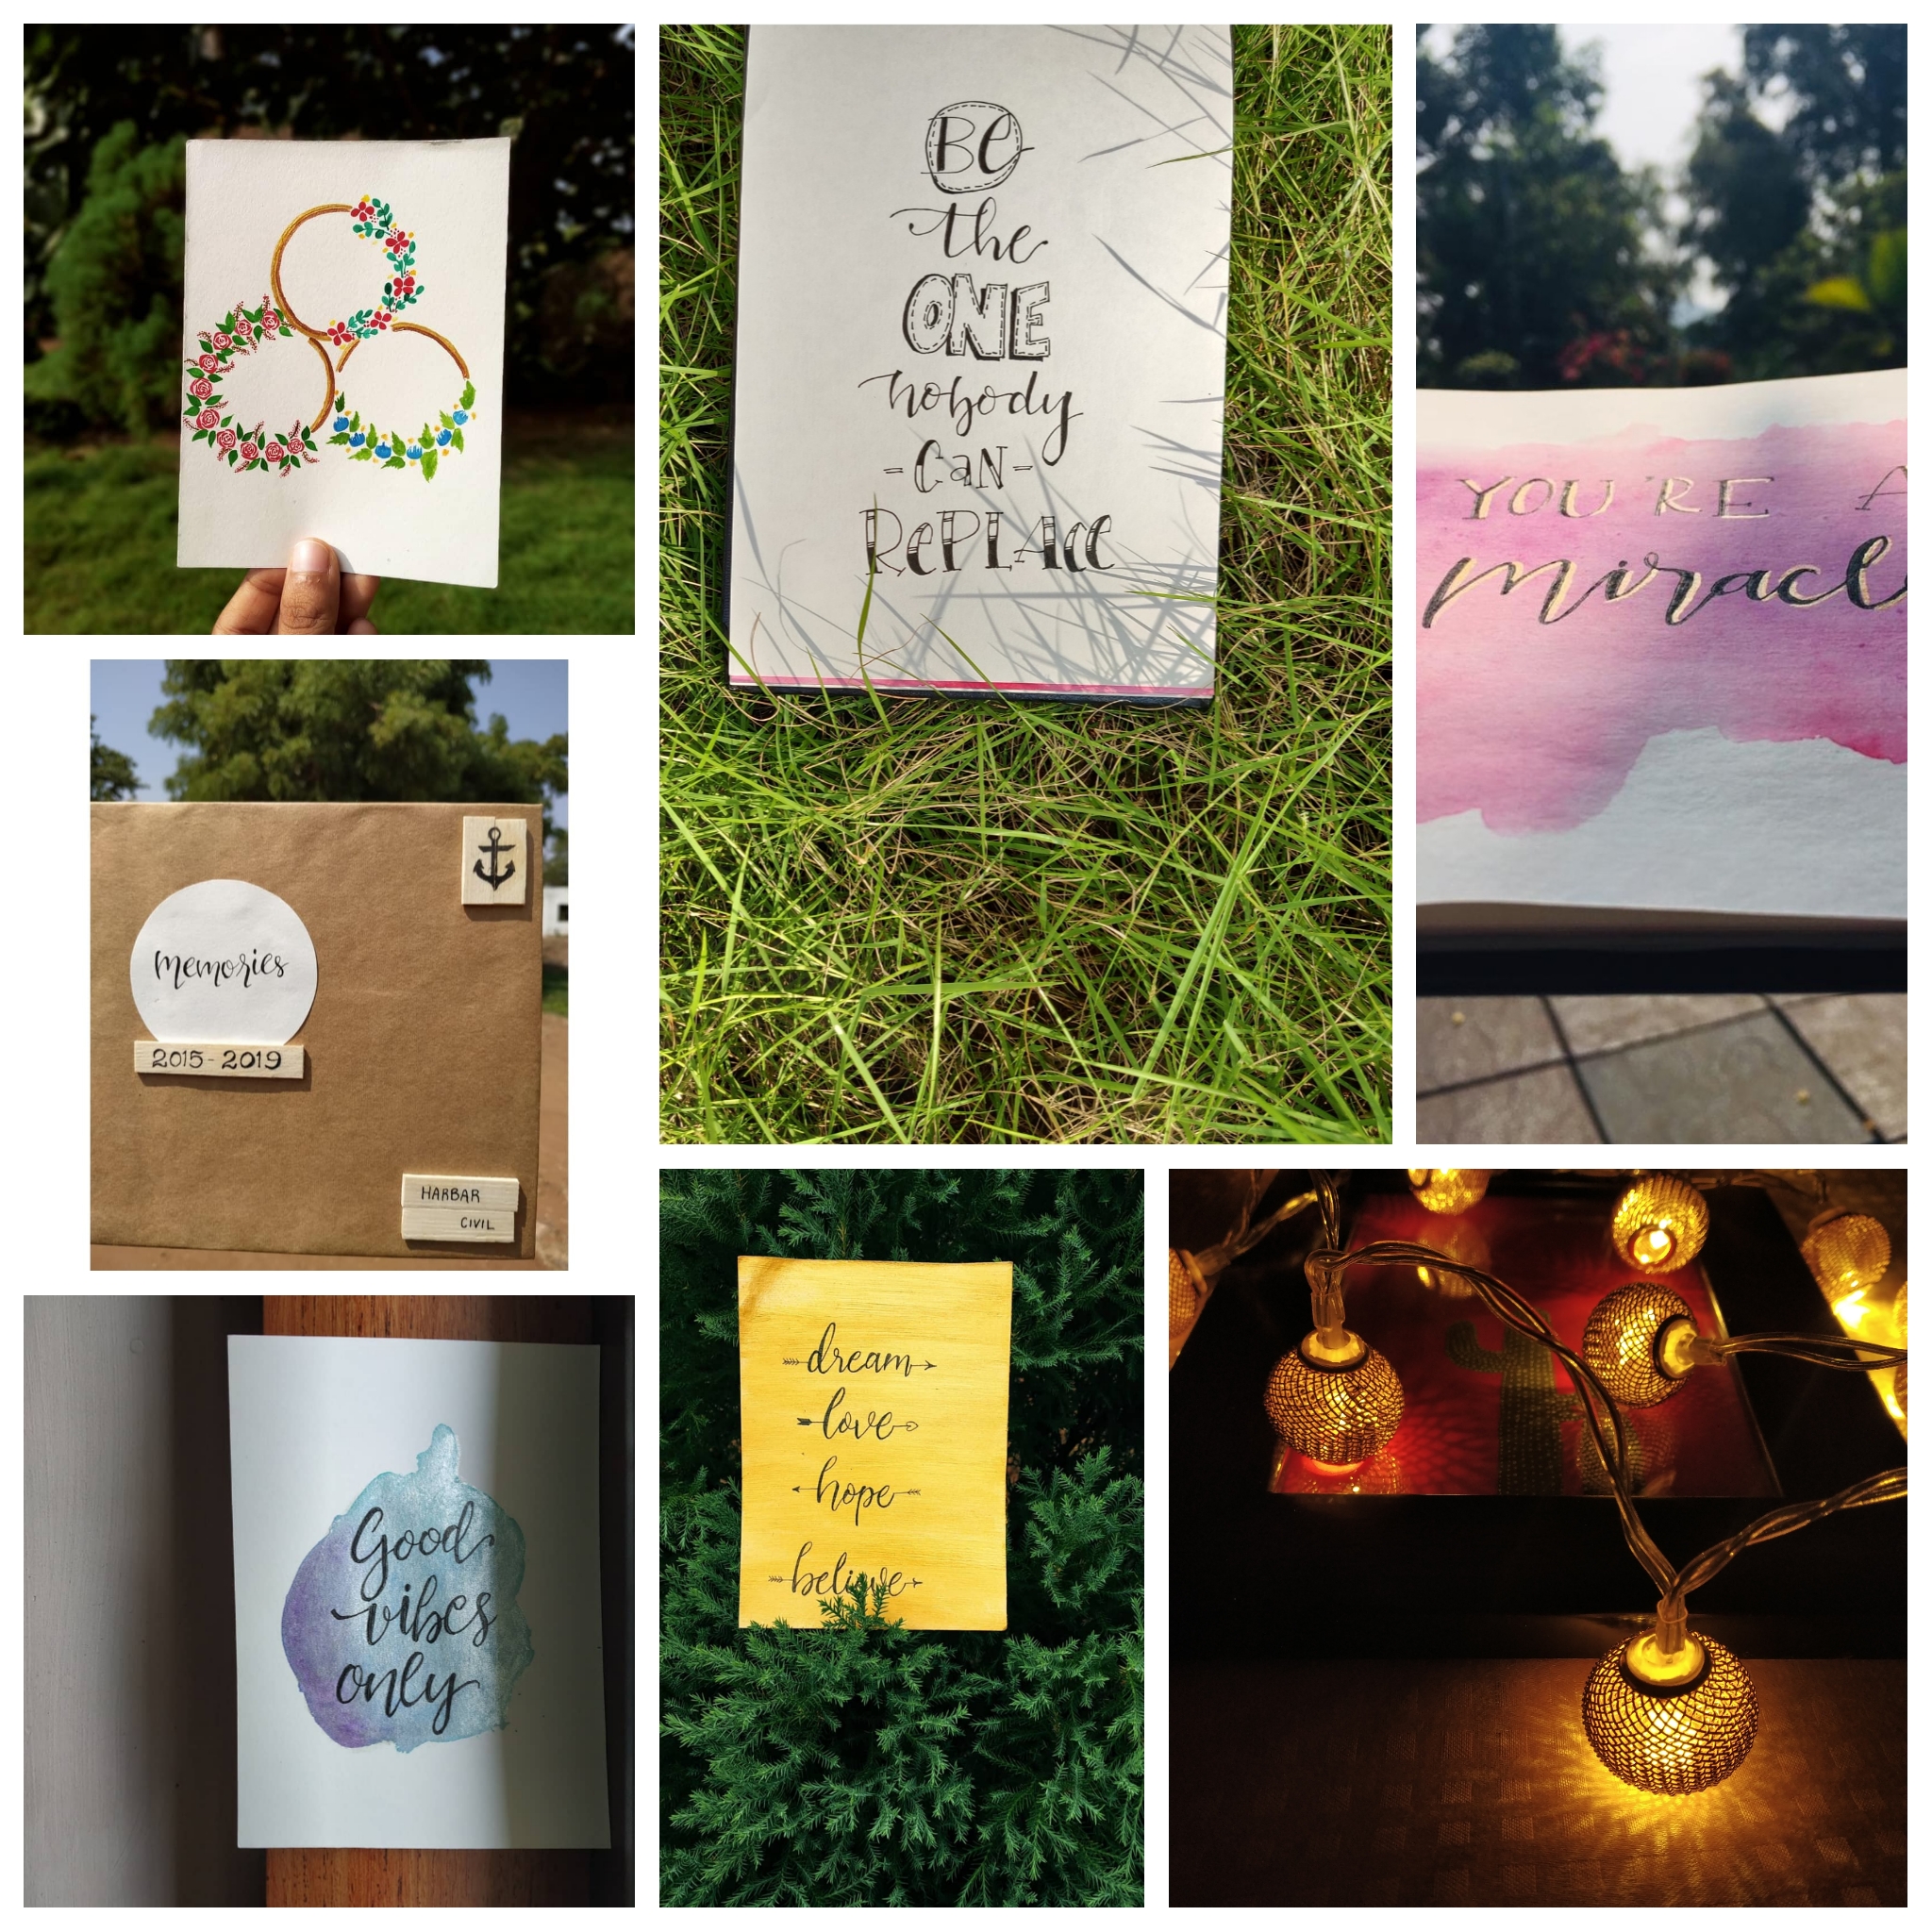 Be
the
ONE
nobody
-CaN-
RePLAce
YOU'RE A
miracle
memories
2015-2019
HARBAR
CIVIL
Good
vibes
only
dream
love
hope
believe